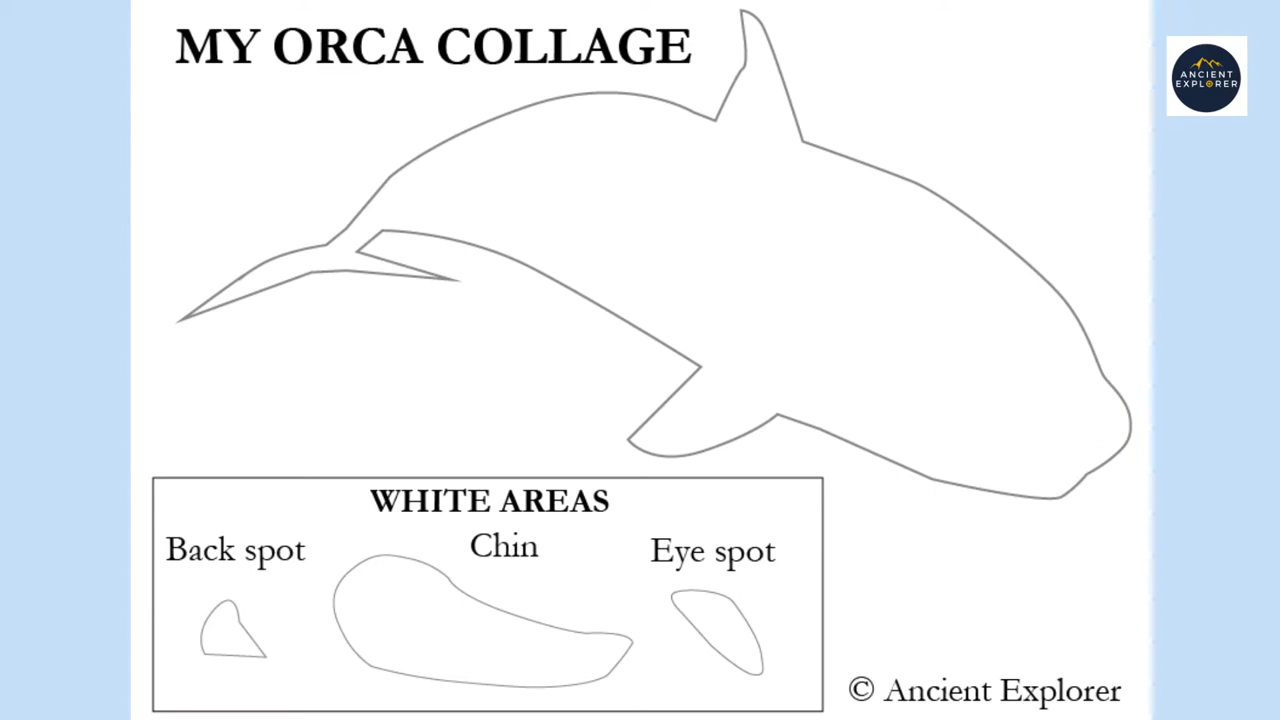 MY ORCA COLLAGE
ANCIENT
EXPLORER
WHITE AREAS
Back spot
Chin
Eye spot
© Ancient Explorer